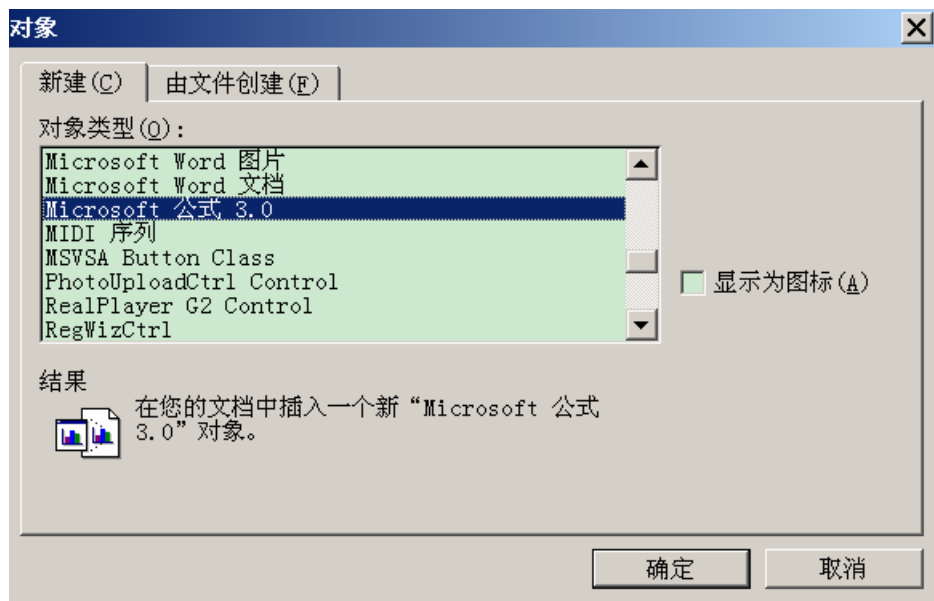 对象
新建(C)
由文件创建(F)
对象类型(O):
Microsoft Word 图片
Microsoft Word 文档
Microsoft 公式 3.0
MIDI 序列
MSVSA Button Class
PhotoUploadCtrl Control
RealPlayer G2 Control
RegWizCtrl
显示为图标(A)
结果
在您的文档中插入一个新“Microsoft 公式
3.0”对象。
确定
取消